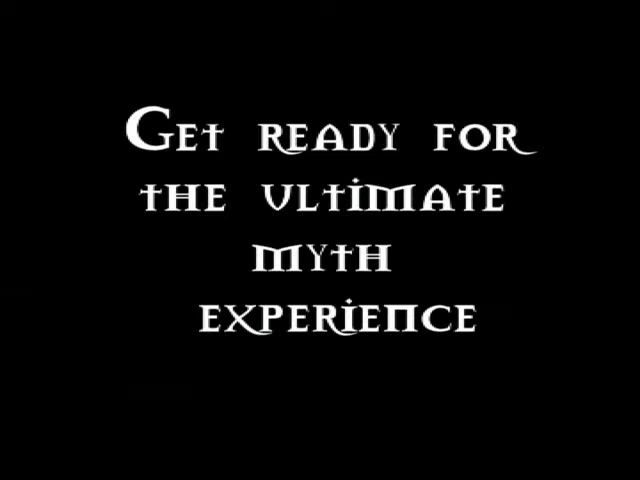 Get ready for
the ultimate
myth
experience